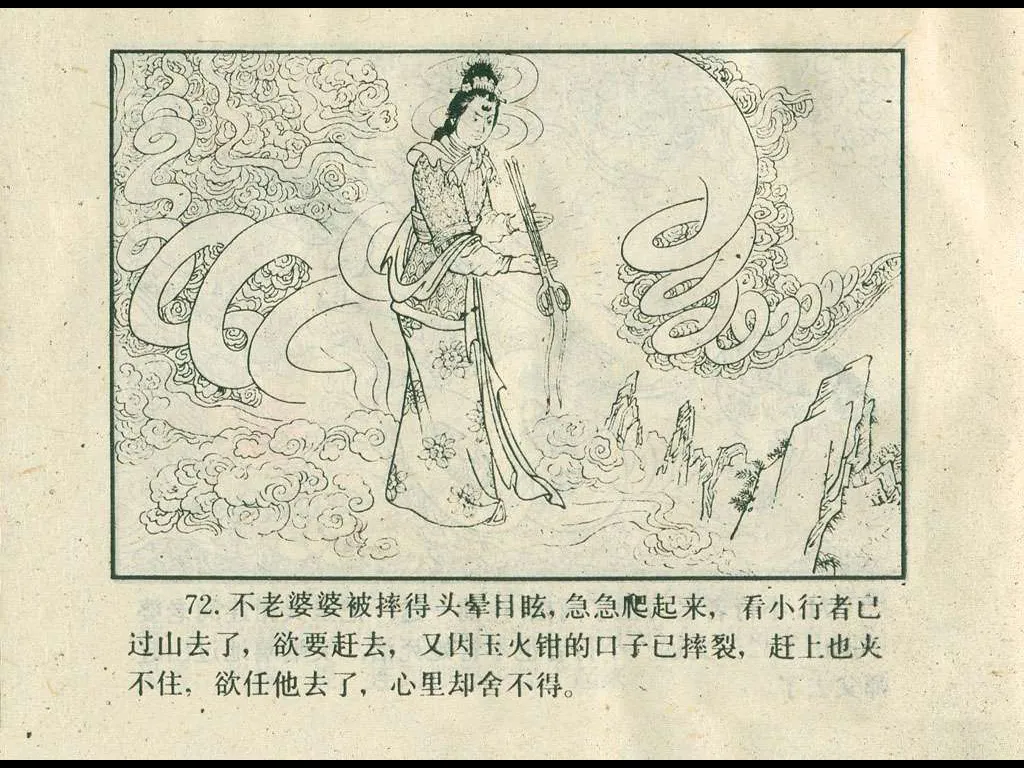 72. 不老婆婆被摔得头晕目眩,急急爬起来, 看小行者已
过山去了, 欲要赶去, 又因玉火钳的口子已摔裂, 赶上也夹
不住, 欲任他去了, 心里却舍不得。